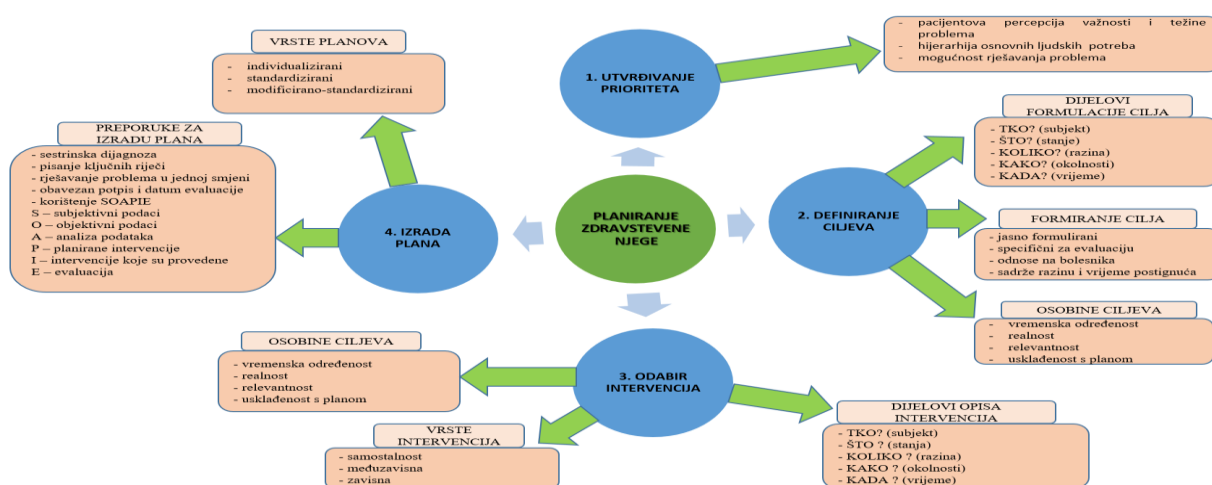 - pacijentova percepcija važnosti i težine
problema
- hijerarhija osnovnih ljudskih potreba
- mogućnost rješavanja problema
1. UTVRĐIVANJE
PRIORITETA
VRSTE PLANOVA
- individualizirani
- standardizirani
- modificirano-standardizirani
DIJELOVI
FORMULACIJE CILJA
- TKO? (subjekt)
- ŠTO? (stanje)
- KOLIKO? (razina)
- KAKO? (okolnosti)
- KADA? (vrijeme)
PREPORUKE ZA
IZRADU PLANA
- sestrinska dijagnoza
- pisanje ključnih riječi
- rješavanje problema u jednoj smjeni
- obavezan potpis i datum evaluacije
- korištenje SOAPIE
S – subjektivni podaci
O – objektivni podaci
A – analiza podataka
P – planirane intervencije
I – intervencije koje su provedene
E – evaluacija
4. IZRADA
PLANA
PLANIRANJE
ZDRAVSTEVENE
NJEGE
2. DEFINIRANJE
CILJEVA
FORMIRANJE CILJA
- jasno formulirani
- specifični za evaluaciju
- odnose na bolesnika
- sadrže razinu i vrijeme postignuća
OSOBINE CILJEVA
- vremenska određenost
- realnost
- relevantnost
- usklađenost s planom
OSOBINE CILJEVA
- vremenska određenost
- realnost
- relevantnost
- usklađenost s planom
3. ODABIR
INTERVENCIJA
VRSTE
INTERVENCIJA
- samostalnost
- međuzavisna
- zavisna
DIJELOVI OPISA
INTERVENCIJA
- TKO? (subjekt)
- ŠTO ? (stanja)
- KOLIKO ? (razina)
- KAKO ? (okolnosti)
- KADA ? (vrijeme)